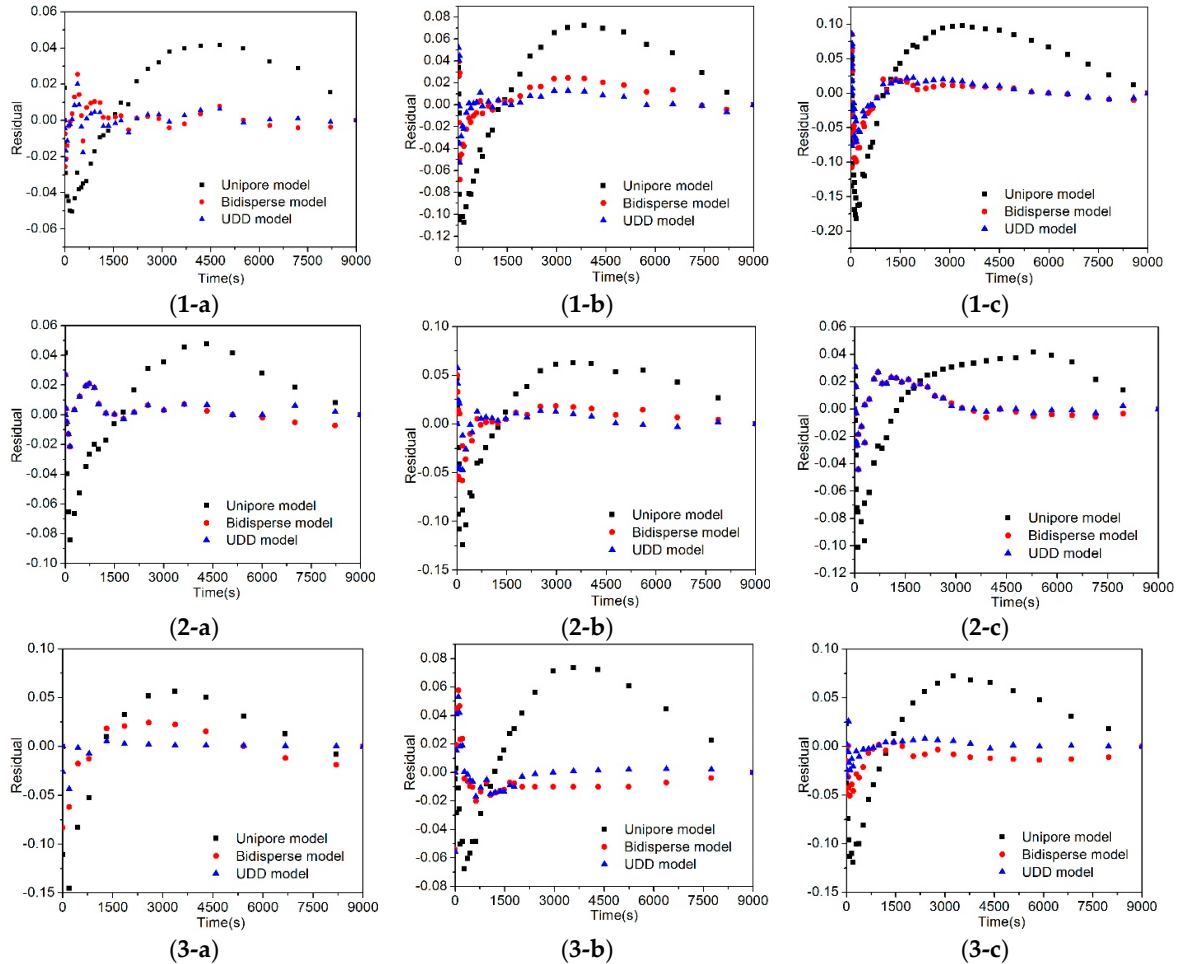 0.06
0.04
0.02
0.00
-0.02
-0.04
-0.06
Residual
Unipore model
Bidisperse model
UDD model
0 1500 3000 4500 6000 7500 9000
Time(s)
(1-a)
0.08
0.06
0.04
0.02
0.00
-0.02
-0.04
-0.06
-0.08
-0.10
-0.12
Residual
Unipore model
Bidisperse model
UDD model
0 1500 3000 4500 6000 7500 9000
Time(s)
(1-b)
0.10
0.05
0.00
-0.05
-0.10
-0.15
-0.20
Residual
Unipore model
Bidisperse model
UDD model
0 1500 3000 4500 6000 7500 9000
Time(s)
(1-c)
0.06
0.04
0.02
0.00
-0.02
-0.04
-0.06
-0.08
-0.10
Residual
Unipore model
Bidisperse model
UDD model
0 1500 3000 4500 6000 7500 9000
Time(s)
(2-a)
0.10
0.05
0.00
-0.05
-0.10
-0.15
Residual
Unipore model
Bidisperse model
UDD model
0 1500 3000 4500 6000 7500 9000
Time(s)
(2-b)
0.06
0.04
0.02
0.00
-0.02
-0.04
-0.06
-0.08
-0.10
-0.12
Residual
Unipore model
Bidisperse model
UDD model
0 1500 3000 4500 6000 7500 9000
Time(s)
(2-c)
0.10
0.05
0.00
-0.05
-0.10
-0.15
Residual
Unipore model
Bidisperse model
UDD model
0 1500 3000 4500 6000 7500 9000
Time(s)
(3-a)
0.08
0.06
0.04
0.02
0.00
-0.02
-0.04
-0.06
-0.08
Residual
Unipore model
Bidisperse model
UDD model
0 1500 3000 4500 6000 7500 9000
Time(s)
(3-b)
0.10
0.05
0.00
-0.05
-0.10
-0.15
Residual
Unipore model
Bidisperse model
UDD model
0 1500 3000 4500 6000 7500 9000
Time(s)
(3-c)